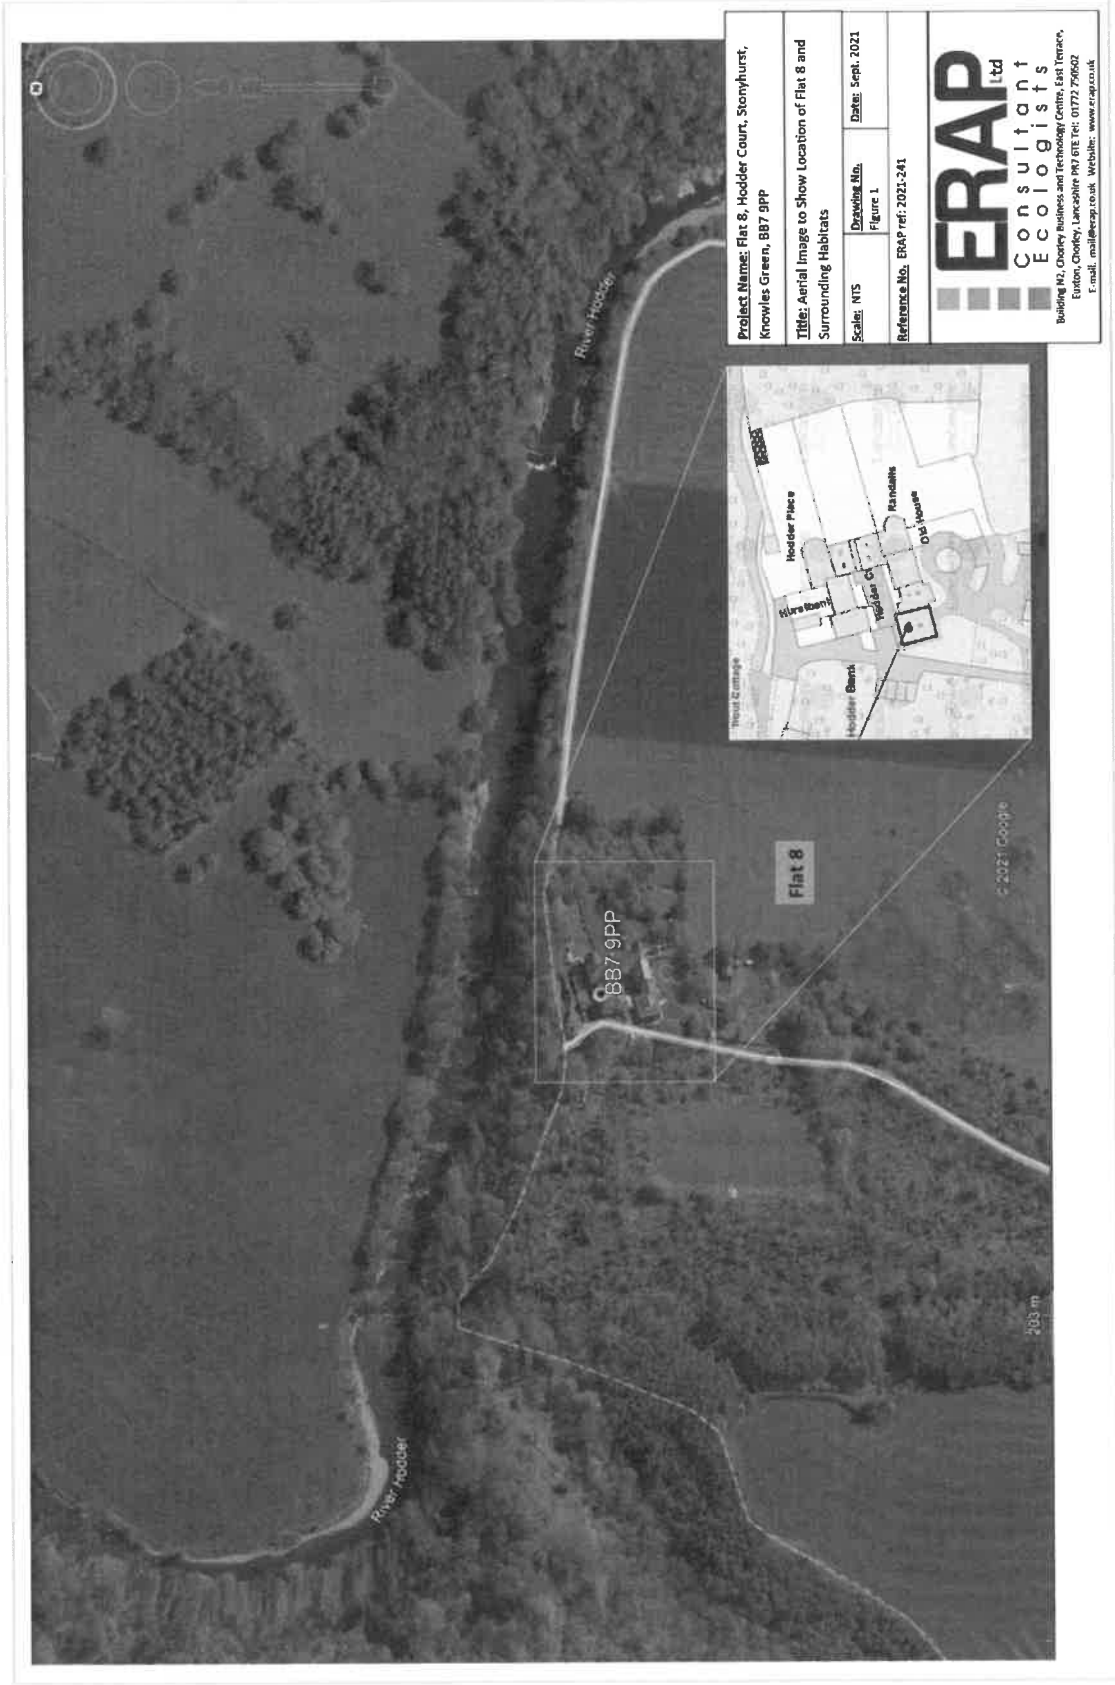 River Hodder
River Hodder
BB7 9PP
Flat 8
© 2021 Google
203 m
Trout Cottage
Hodder Bank
Hodder Place
Hodder C
Randalls
Old House
Project Name: Flat 8, Hodder Court, Stonyhurst,
Knowles Green, BB7 9PP
Title: Aerial Image to Show Location of Flat 8 and
Surrounding Habitats
Scale: NTS
Drawing No.
Figure 1
Date: Sept. 2021
Reference No. ERAP ref: 2021-241
ERAP Ltd
Consultant
Ecologists
Building N2, Chorley Business and Technology Centre, East Terrace,
Euxton, Chorley, Lancashire PR7 6TE Tel: 01772 750502
E-mail. mail@erap.co.uk Website: www.erap.co.uk